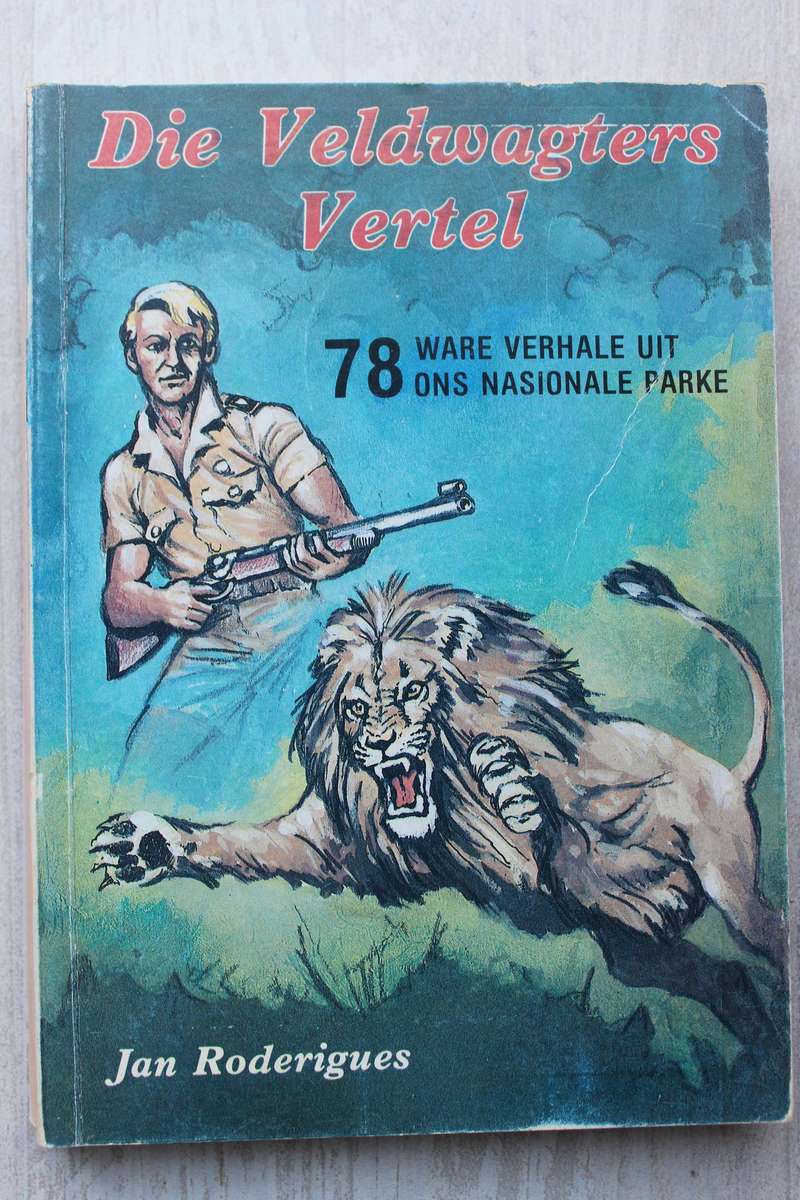 Die Veldwagters
Vertel
78 WARE VERHALE UIT
ONS NASIONALE PARKE
Jan Roderigues